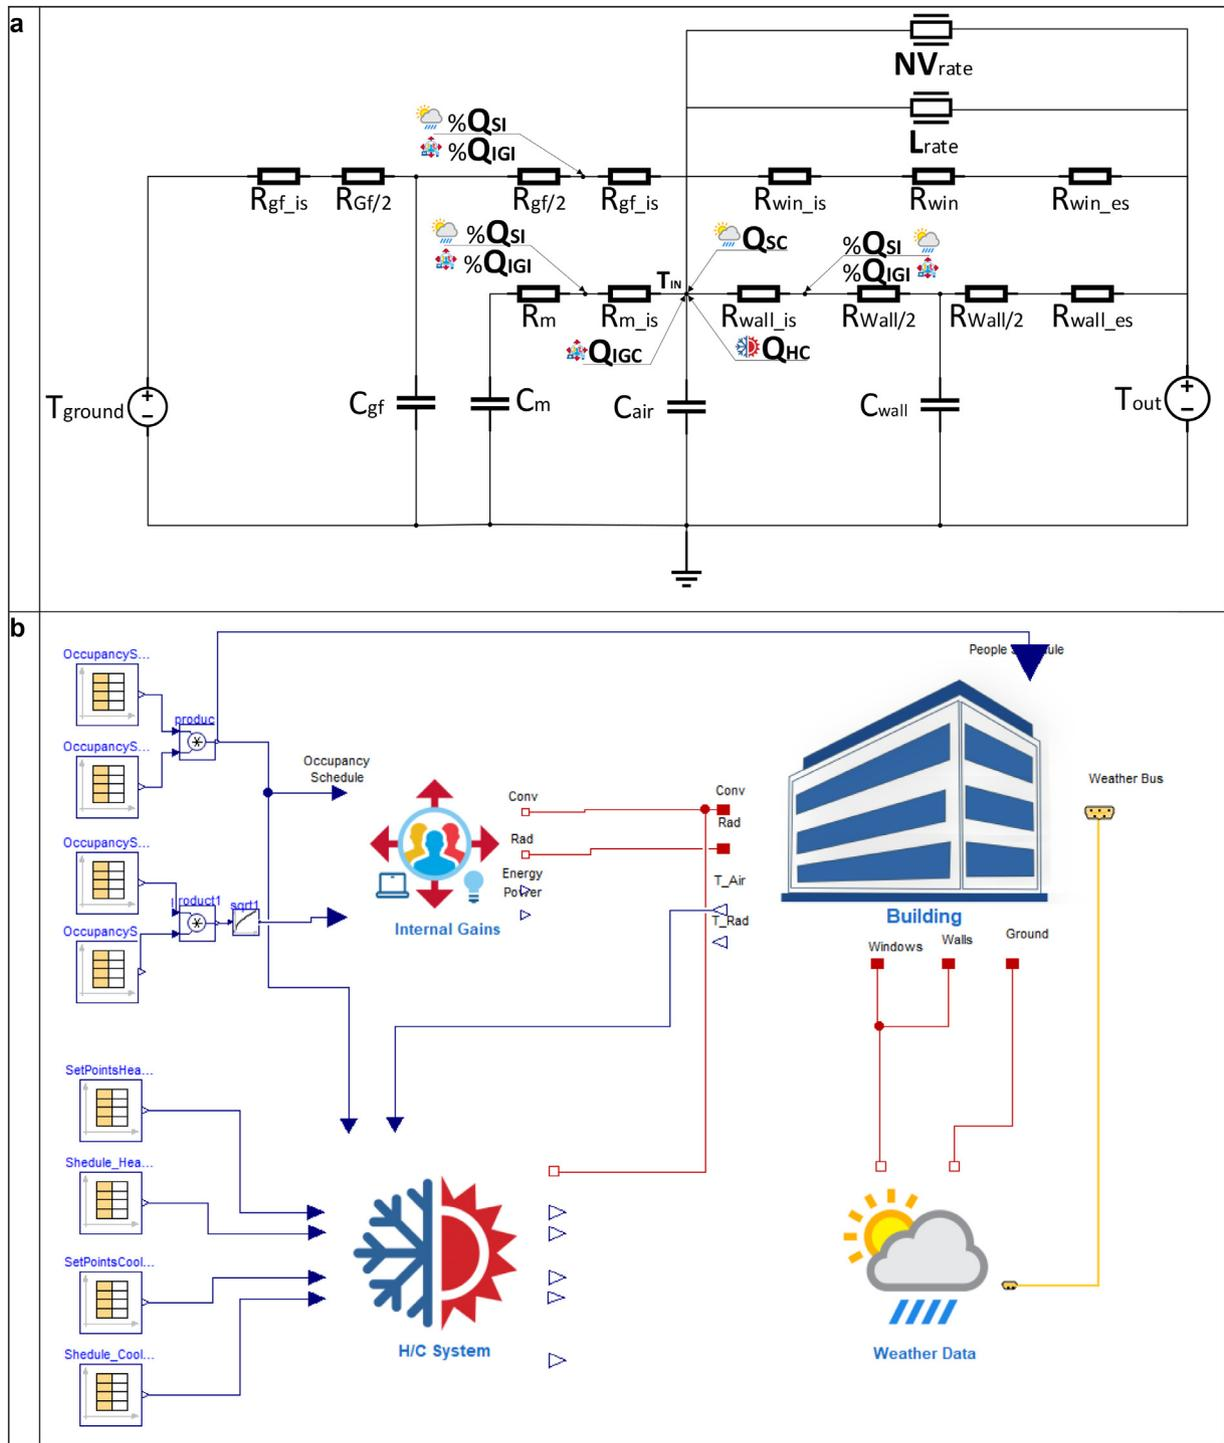 a
NVrate
Lrate
%QSI
%QIGI
Rgf_is
RGf/2
Rgf/2
Rgf_is
Rwin_is
Rwin
Rwin_es
%QSI
%QIGI
QSC
%QSI
%QIGI
TIN
Rm
Rm_is
Rwall_is
RWall/2
RWall/2
Rwall_es
QIGC
QHC
Tground
Cgf
Cm
Cair
Cwall
Tout
b
OccupancyS...
People
produc
OccupancyS...
Occupancy
Schedule
Weather Bus
Conv
Conv
Rad
OccupancyS...
Rad
Energy
Power
T_Air
roduct1
sqrt1
Internal Gains
T_Rad
Building
OccupancyS
Windows
Walls
Ground
SetPointsHea...
Shedule_Hea...
SetPointsCool...
Shedule_Cool...
H/C System
Weather Data